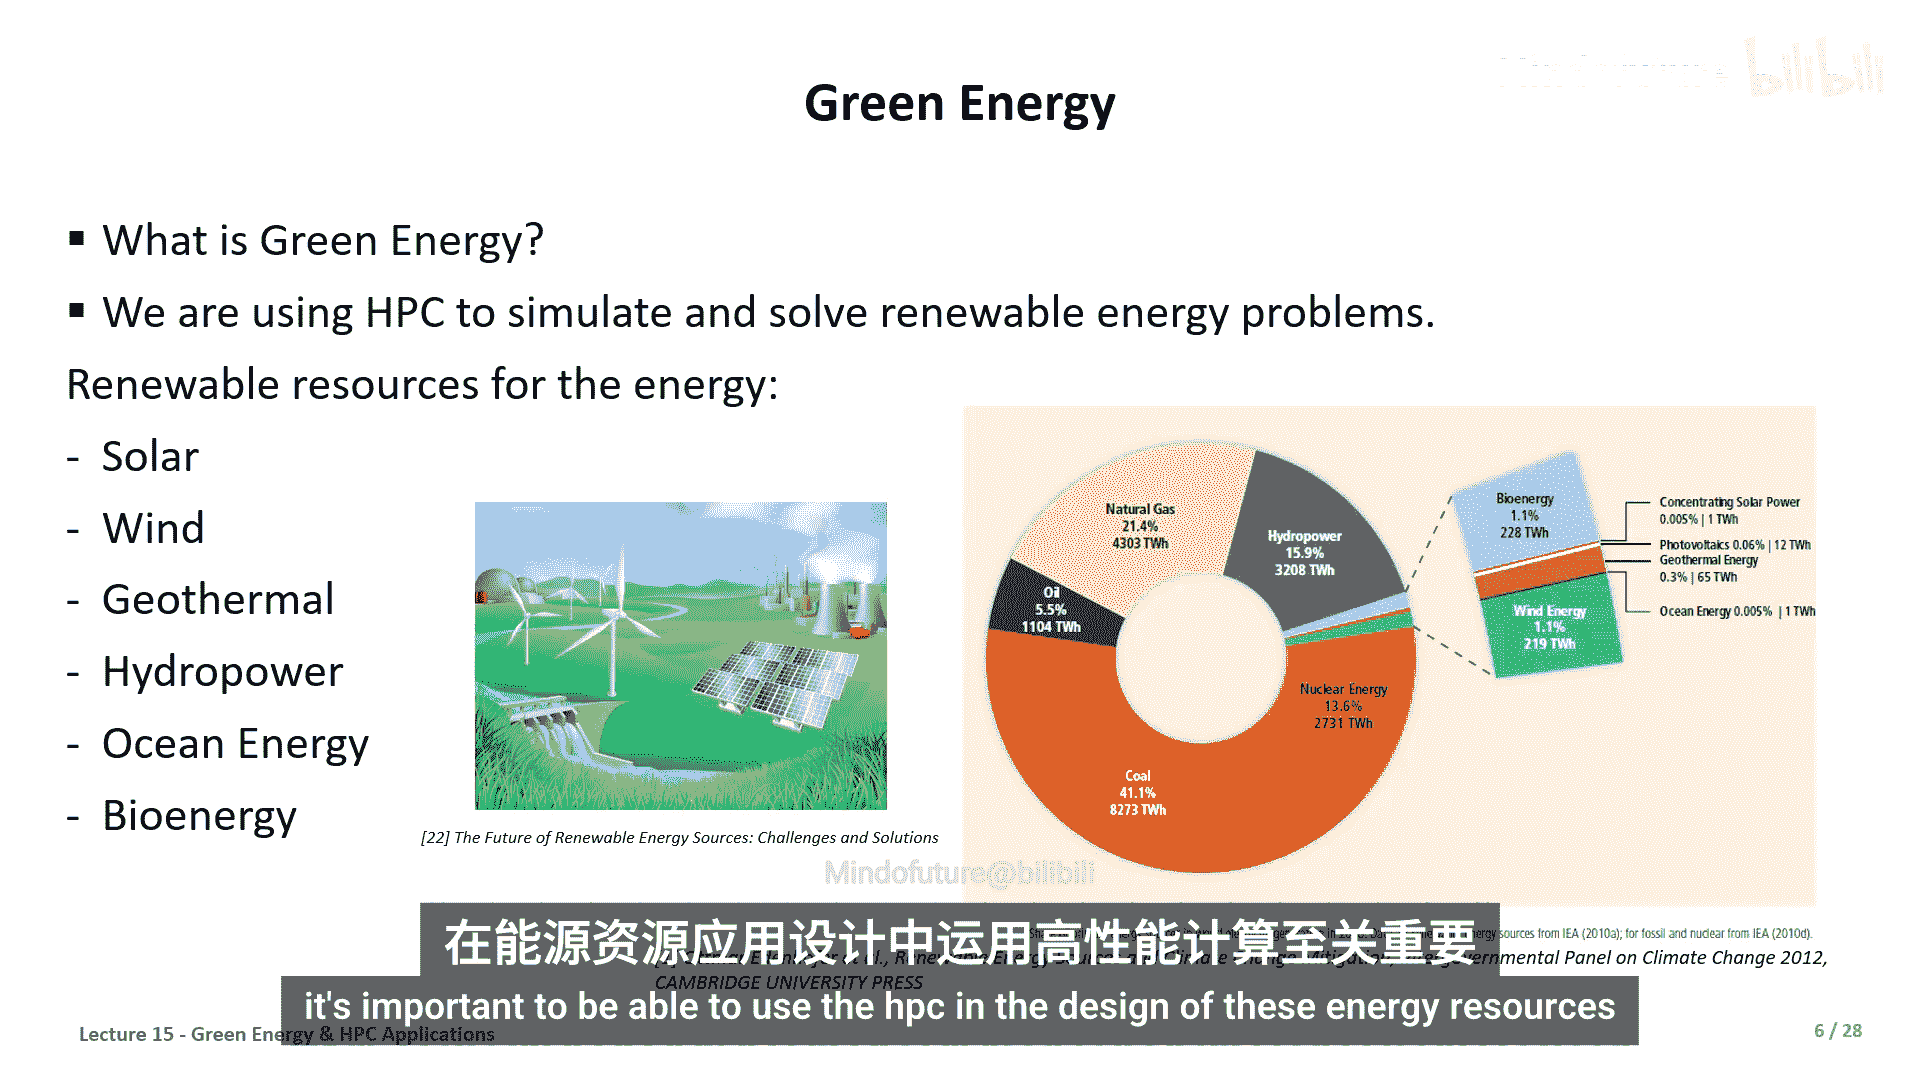 bilibili
Green Energy
▪ What is Green Energy?
▪ We are using HPC to simulate and solve renewable energy problems.
Renewable resources for the energy:
- Solar
- Wind
- Geothermal
- Hydropower
- Ocean Energy
- Bioenergy
[22] The Future of Renewable Energy Sources: Challenges and Solutions
Natural Gas
21.4%
4303 TWh
Hydropower
15.9%
3208 TWh
Oil
5.5%
1104 TWh
Nuclear Energy
13.6%
2731 TWh
Coal
41.1%
8273 TWh
Bioenergy
1.1%
228 TWh
Wind Energy
1.1%
219 TWh
Concentrating Solar Power
0.005% | 1 TWh
Photovoltaics 0.06% | 12 TWh
Geothermal Energy
0.3% | 65 TWh
Ocean Energy 0.005% | 1 TWh
Mindofuture@bilibili
sources from IEA (2010a); for fossil and nuclear from IEA (2010d).
Panel on Climate Change 2012,
CAMBRIDGE UNIVERSITY PRESS
在能源资源应用设计中运用高性能计算至关重要
it's important to be able to use the hpc in the design of these energy resources
Lecture 15 - Green Energy & HPC Applications
6 / 28